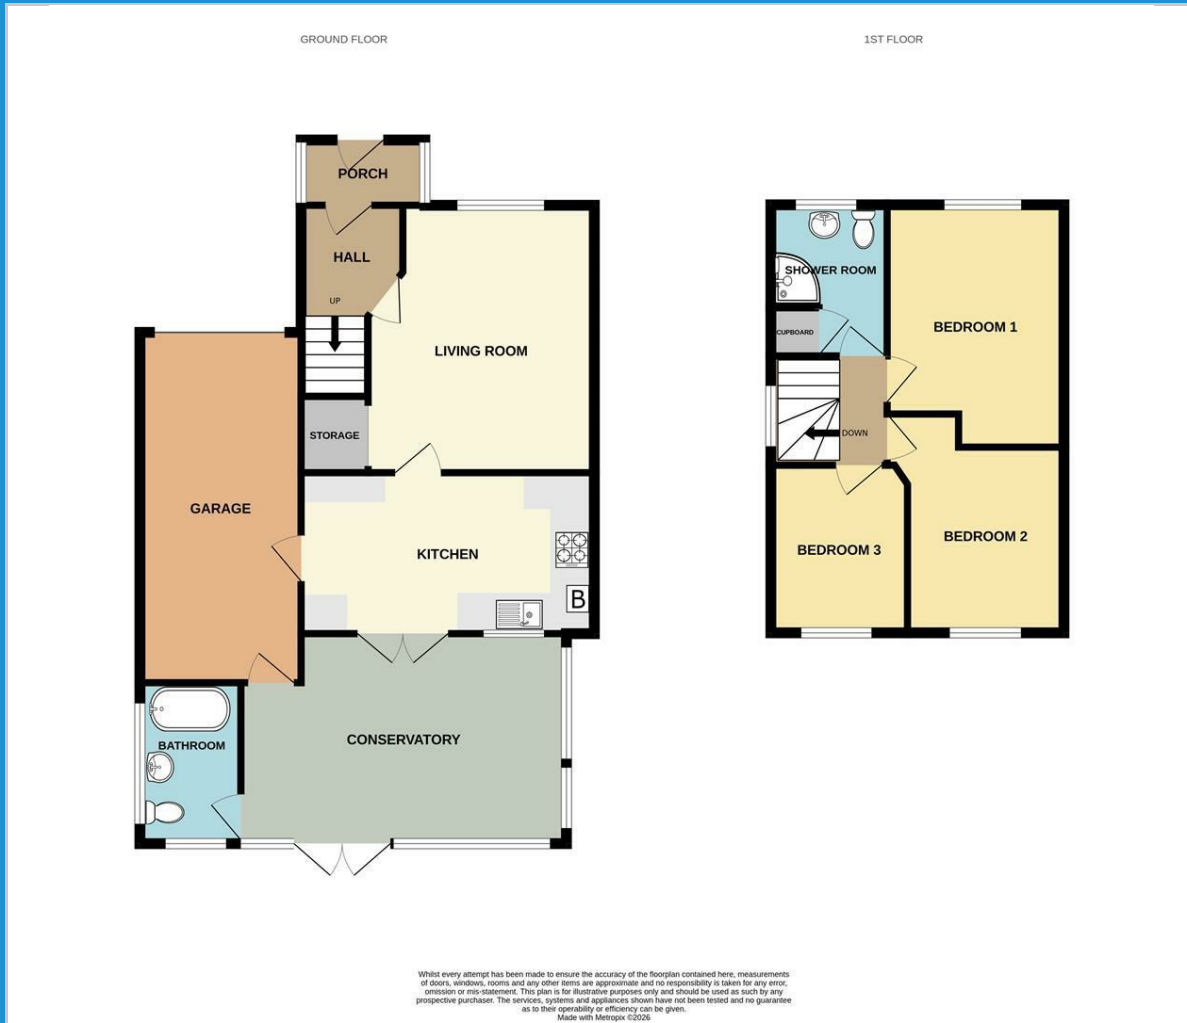 GROUND FLOOR
PORCH
HALL
UP
LIVING ROOM
STORAGE
GARAGE
KITCHEN
B
CONSERVATORY
BATHROOM
1ST FLOOR
SHOWER ROOM
CUPBOARD
BEDROOM 1
DOWN
BEDROOM 2
BEDROOM 3
Whilst every attempt has been made to ensure the accuracy of the floorplan contained here, measurements
of doors, windows, rooms and any other items are approximate and no responsibility is taken for any error,
omission or mis-statement. This plan is for illustrative purposes only and should be used as such by any
prospective purchaser. The services, systems and appliances shown have not been tested and no guarantee
as to their operability or efficiency can be given.
Made with Metropix ©2026